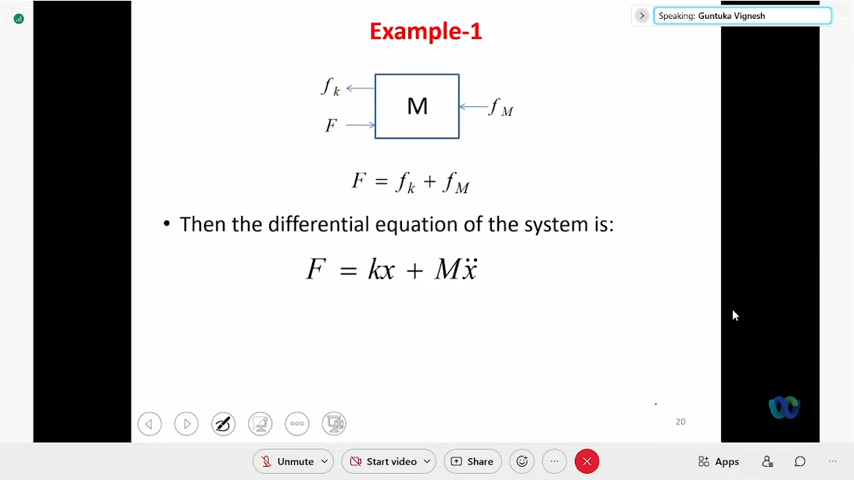 Speaking: Guntuka Vignesh
Example-1
f_k
M
F
f_M
F = f_k + f_M
• Then the differential equation of the system is:
F = kx + Mẍ
20
Unmute
Start video
Share
Apps